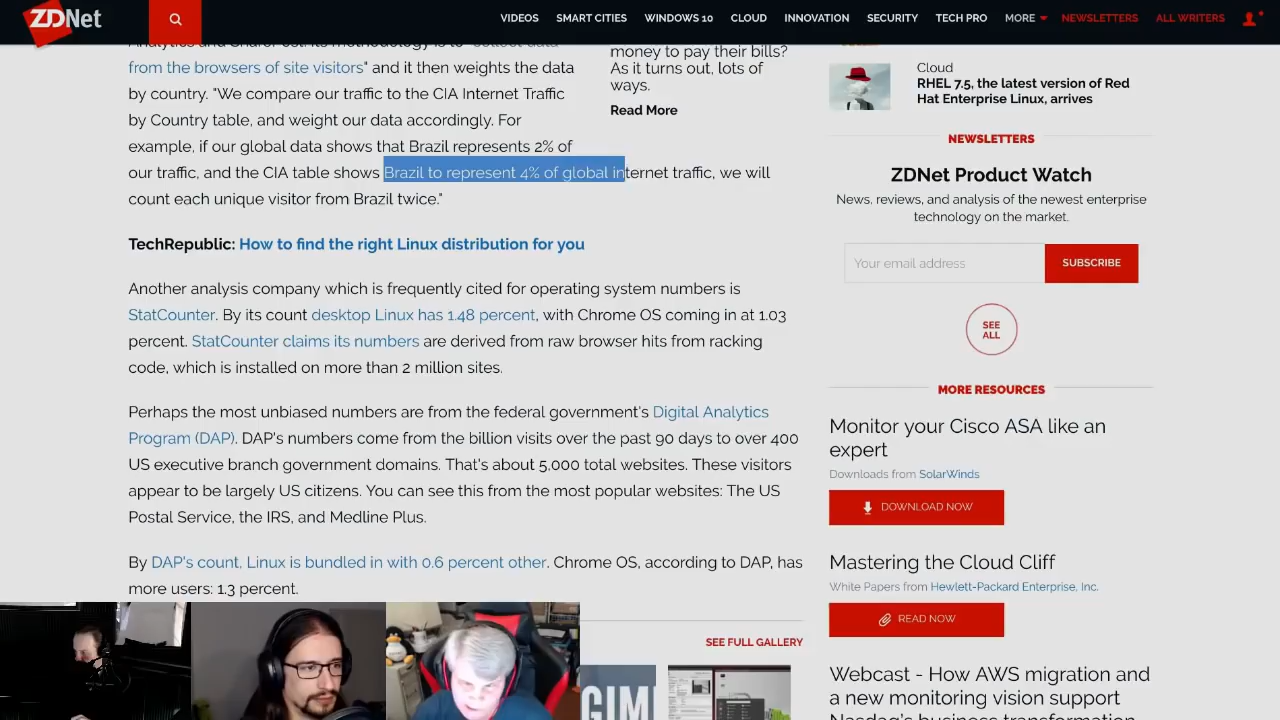 ZDNet
VIDEOS
SMART CITIES
WINDOWS 10
CLOUD
INNOVATION
SECURITY
TECH PRO
MORE
NEWSLETTERS
ALL WRITERS
from the browsers of site visitors" and it then weights the data
by country. "We compare our traffic to the CIA Internet Traffic
by Country table, and weight our data accordingly. For
example, if our global data shows that Brazil represents 2% of
our traffic, and the CIA table shows Brazil to represent 4% of global internet traffic, we will
count each unique visitor from Brazil twice."
TechRepublic: How to find the right Linux distribution for you
Another analysis company which is frequently cited for operating system numbers is
StatCounter. By its count desktop Linux has 1.48 percent, with Chrome OS coming in at 1.03
percent. StatCounter claims its numbers are derived from raw browser hits from racking
code, which is installed on more than 2 million sites.
Perhaps the most unbiased numbers are from the federal government's Digital Analytics
Program (DAP). DAP's numbers come from the billion visits over the past 90 days to over 400
US executive branch government domains. That's about 5,000 total websites. These visitors
appear to be largely US citizens. You can see this from the most popular websites: The US
Postal Service, the IRS, and Medline Plus.
By DAP's count, Linux is bundled in with 0.6 percent other. Chrome OS, according to DAP, has
more users: 1.3 percent.
SEE FULL GALLERY
money to pay their bills?
As it turns out, lots of
ways.
Read More
Cloud
RHEL 7.5, the latest version of Red
Hat Enterprise Linux, arrives
NEWSLETTERS
ZDNet Product Watch
News, reviews, and analysis of the newest enterprise
technology on the market.
Your email address
SUBSCRIBE
SEE
ALL
MORE RESOURCES
Monitor your Cisco ASA like an
expert
Downloads from SolarWinds
DOWNLOAD NOW
Mastering the Cloud Cliff
White Papers from Hewlett-Packard Enterprise, Inc.
READ NOW
Webcast - How AWS migration and
a new monitoring vision support
Nasdaq's business transformation